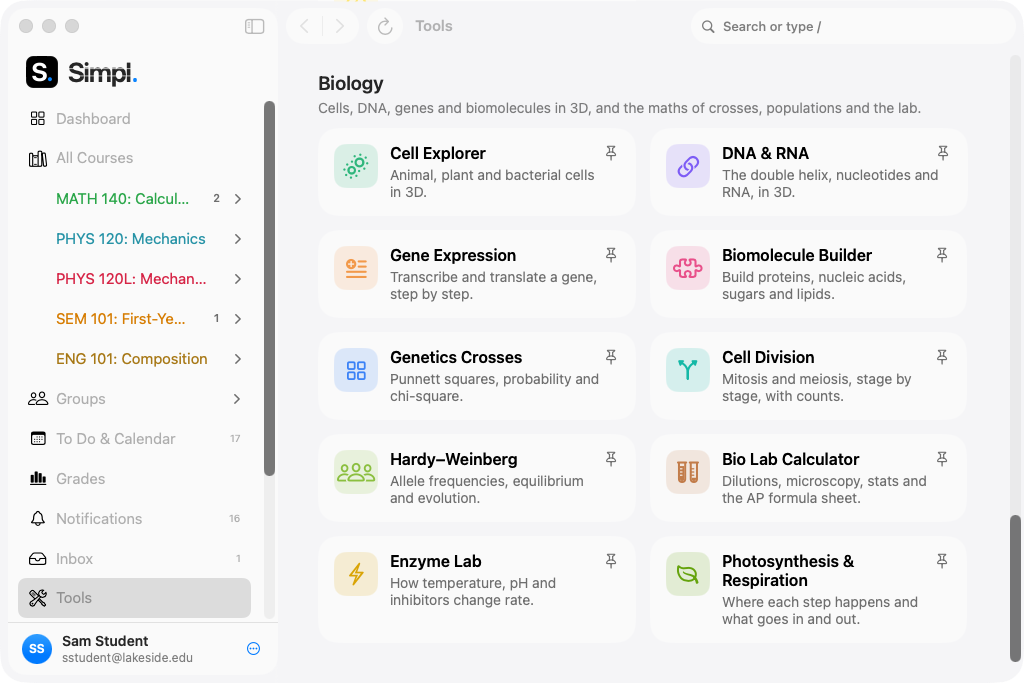 Tools
Search or type /
Simpl.
Dashboard
All Courses
MATH 140: Calcul... 2
PHYS 120: Mechanics
PHYS 120L: Mechan...
SEM 101: First-Ye... 1
ENG 101: Composition
Groups
To Do & Calendar 17
Grades
Notifications 16
Inbox 1
Tools
SS
Sam Student
sstudent@lakeside.edu
Biology
Cells, DNA, genes and biomolecules in 3D, and the maths of crosses, populations and the lab.
Cell Explorer
Animal, plant and bacterial cells
in 3D.
DNA & RNA
The double helix, nucleotides and
RNA, in 3D.
Gene Expression
Transcribe and translate a gene,
step by step.
Biomolecule Builder
Build proteins, nucleic acids,
sugars and lipids.
Genetics Crosses
Punnett squares, probability and
chi-square.
Cell Division
Mitosis and meiosis, stage by
stage, with counts.
Hardy–Weinberg
Allele frequencies, equilibrium
and evolution.
Bio Lab Calculator
Dilutions, microscopy, stats and
the AP formula sheet.
Enzyme Lab
How temperature, pH and
inhibitors change rate.
Photosynthesis &
Respiration
Where each step happens and
what goes in and out.